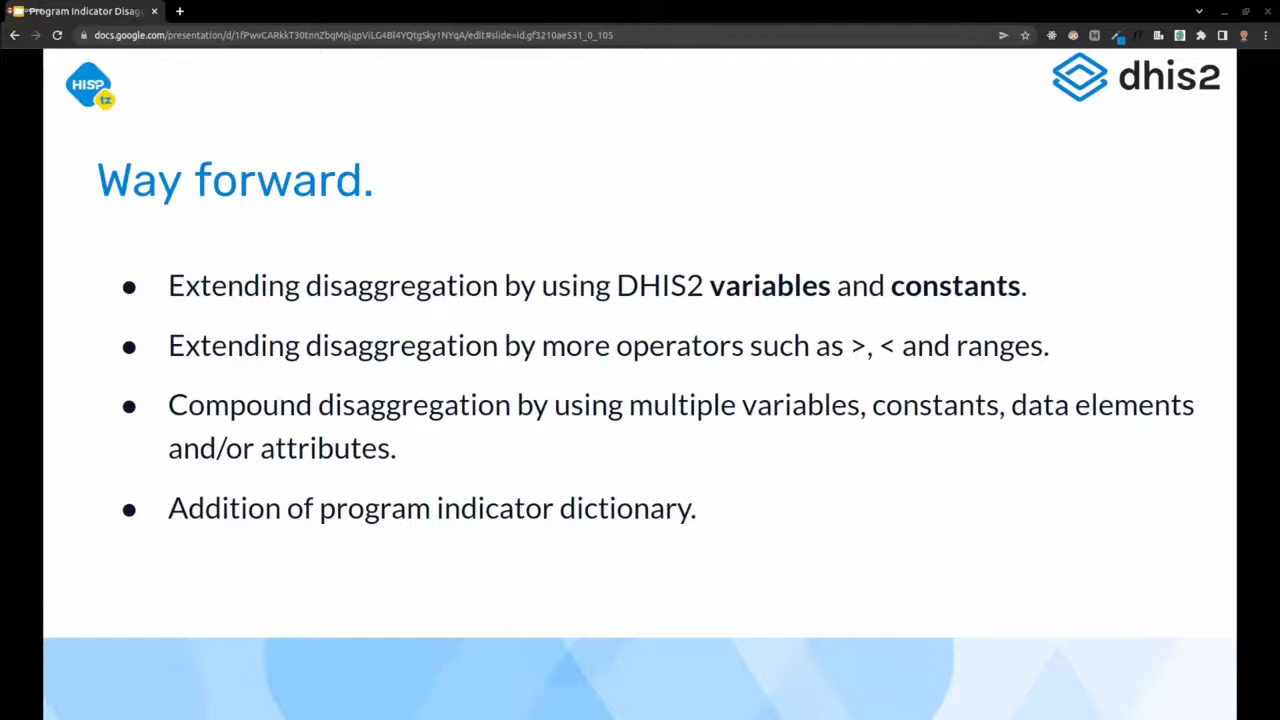 Program Indicator Disag
docs.google.com/presentation/d/1fPwvCARkkT30tnnZbqMpjqpViLG4Bl4YQtgSky1NYqA/edit#slide=id.gf3210ae531_0_105
HISP
tz
dhis2
Way forward.
● Extending disaggregation by using DHIS2 variables and constants.
● Extending disaggregation by more operators such as >, < and ranges.
● Compound disaggregation by using multiple variables, constants, data elements
and/or attributes.
● Addition of program indicator dictionary.